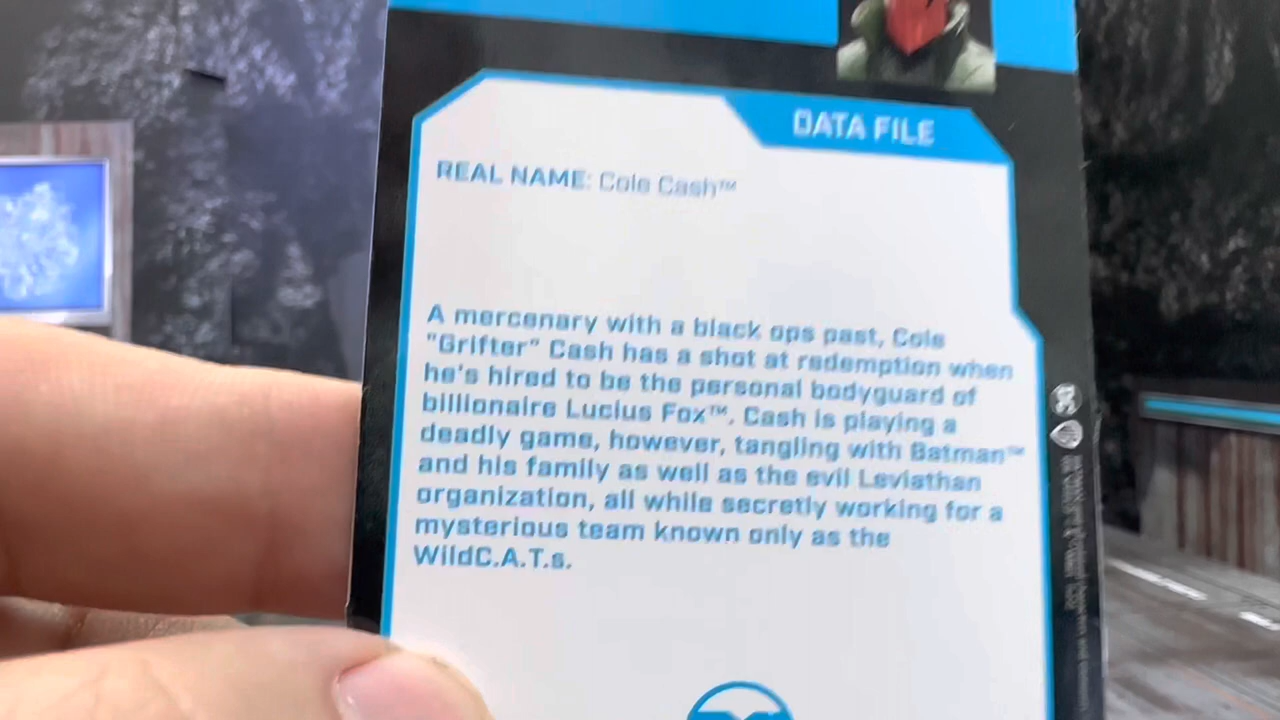 DATA FILE
REAL NAME: Cole Cash™
A mercenary with a black ops past, Cole
"Grifter" Cash has a shot at redemption when
he's hired to be the personal bodyguard of
billionaire Lucius Fox™. Cash is playing a
deadly game, however, tangling with Batman™
and his family as well as the evil Leviathan
organization, all while secretly working for a
mysterious team known only as the
WildC.A.T.s.
DC